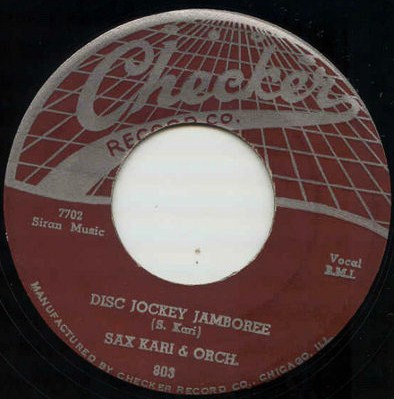 Checker
RECORD CO.
7702
Siran Music
Vocal
B.M.I.
DISC JOCKEY JAMBOREE
(S. Kari)
SAX KARI & ORCH.
803
MANUFACTURED BY CHECKER RECORD CO., CHICAGO, ILL.